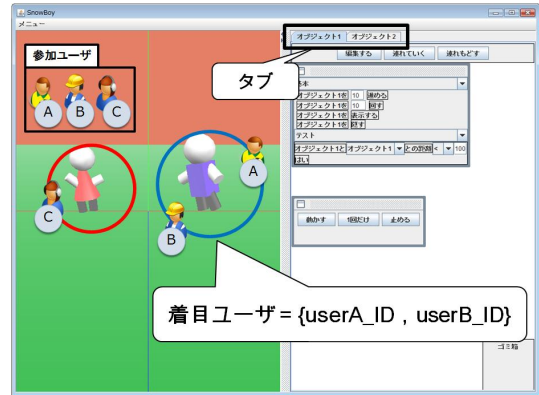 SnowBoy
メニュー
参加ユーザ
A B C
オブジェクト1 オブジェクト2
編集する 連れていく 連れもどす
タブ
基本
オブジェクト1を 10 進める
オブジェクト1を 10 回す
オブジェクト1を 表示する
オブジェクト1を 隠す
テスト
オブジェクト1と オブジェクト1 との距離 < 100
はい
A
C
B
動かす 1回だけ 止める
着目ユーザ = {userA_ID , userB_ID}
ゴミ箱